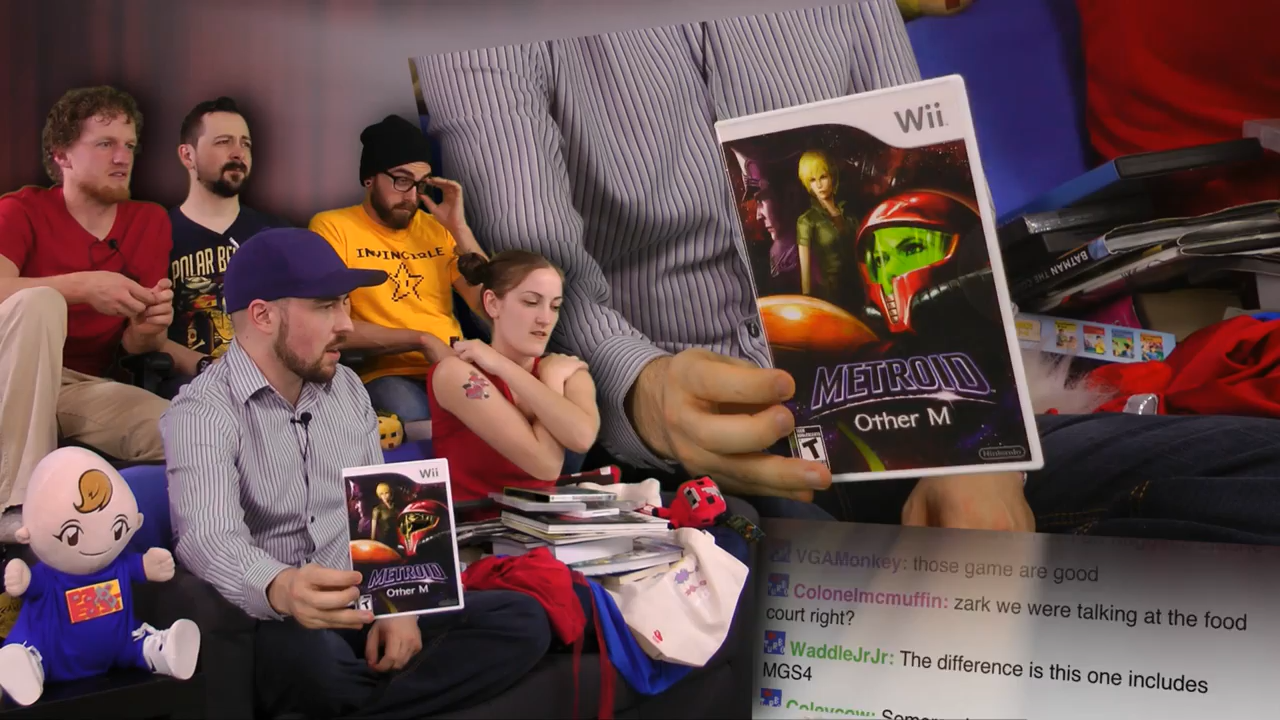 Wii
BATMAN THE
METROID
Other M
T
Nintendo
POLAR BE
INVINCIBLE
Wii
METROID
Other M
T
VGAMonkey: those game are good
Colonelmcmuffin: zark we were talking at the food
court right?
WaddleJrJr: The difference is this one includes
MGS4